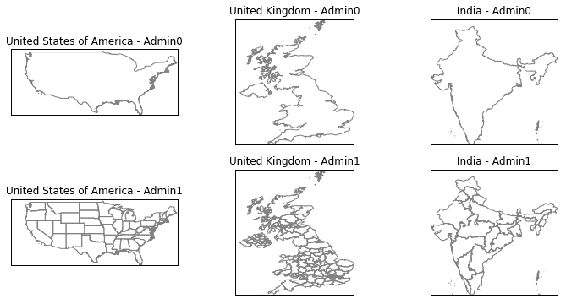 United States of America - Admin0
United Kingdom - Admin0
India - Admin0
United States of America - Admin1
United Kingdom - Admin1
India - Admin1